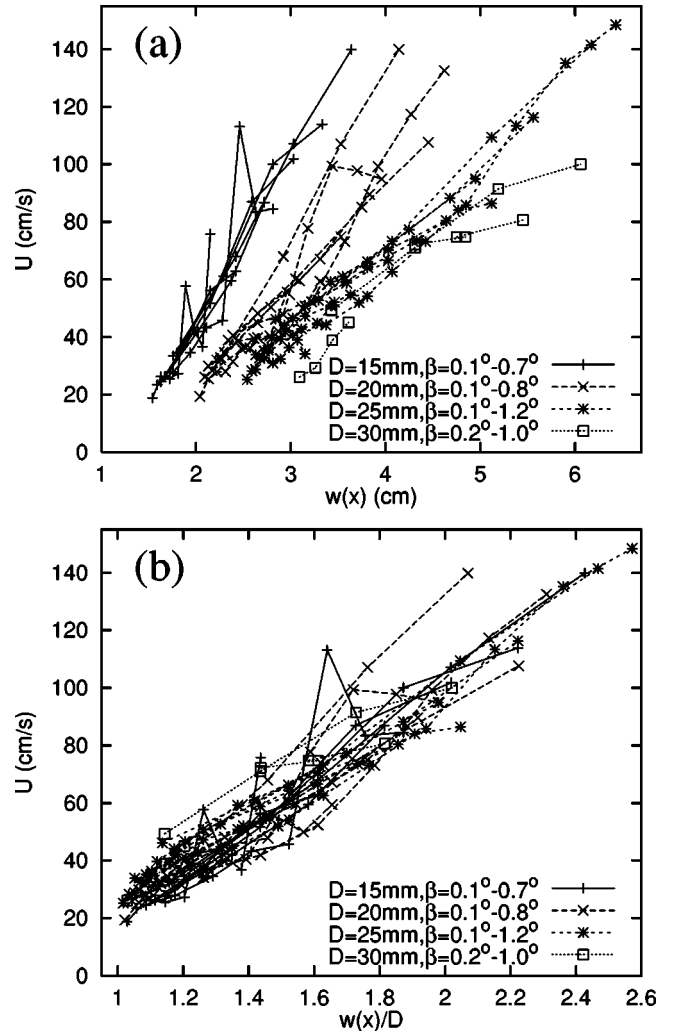 (a)
140
120
100
80
60
40
20
0
U (cm/s)
D=15mm,β=0.1°-0.7°
D=20mm,β=0.1°-0.8°
D=25mm,β=0.1°-1.2°
D=30mm,β=0.2°-1.0°
1 2 3 4 5 6
w(x) (cm)
(b)
140
120
100
80
60
40
20
0
U (cm/s)
D=15mm,β=0.1°-0.7°
D=20mm,β=0.1°-0.8°
D=25mm,β=0.1°-1.2°
D=30mm,β=0.2°-1.0°
1 1.2 1.4 1.6 1.8 2 2.2 2.4 2.6
w(x)/D